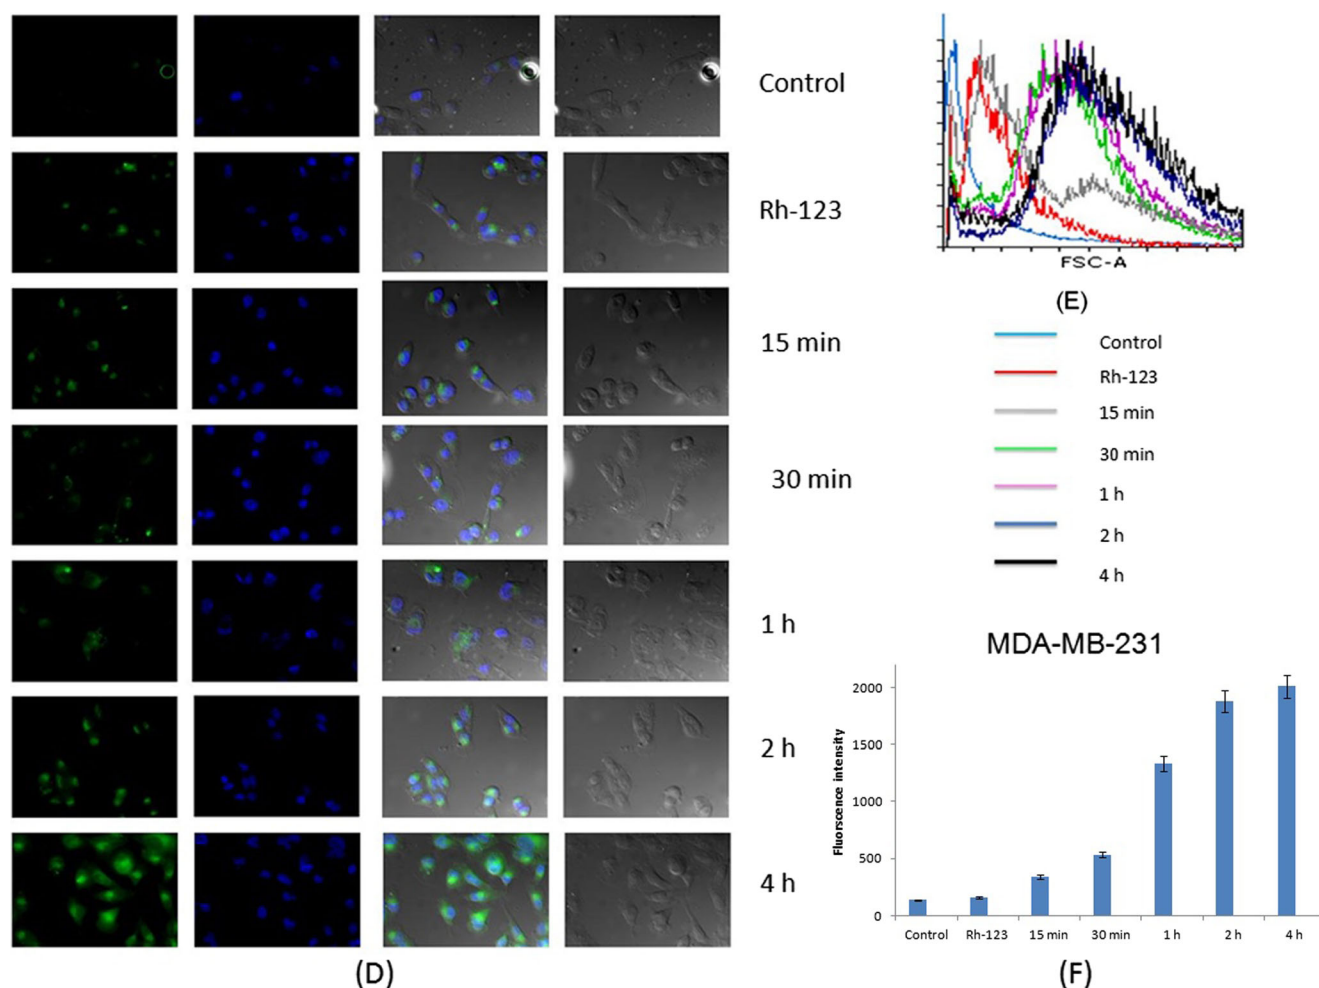 Control
Rh-123
15 min
30 min
1 h
2 h
4 h
(D)
FSC-A
(E)
Control
Rh-123
15 min
30 min
1 h
2 h
4 h
MDA-MB-231
Fluorscence intensity
2000
1500
1000
500
0
Control Rh-123 15 min 30 min 1 h 2 h 4 h
(F)